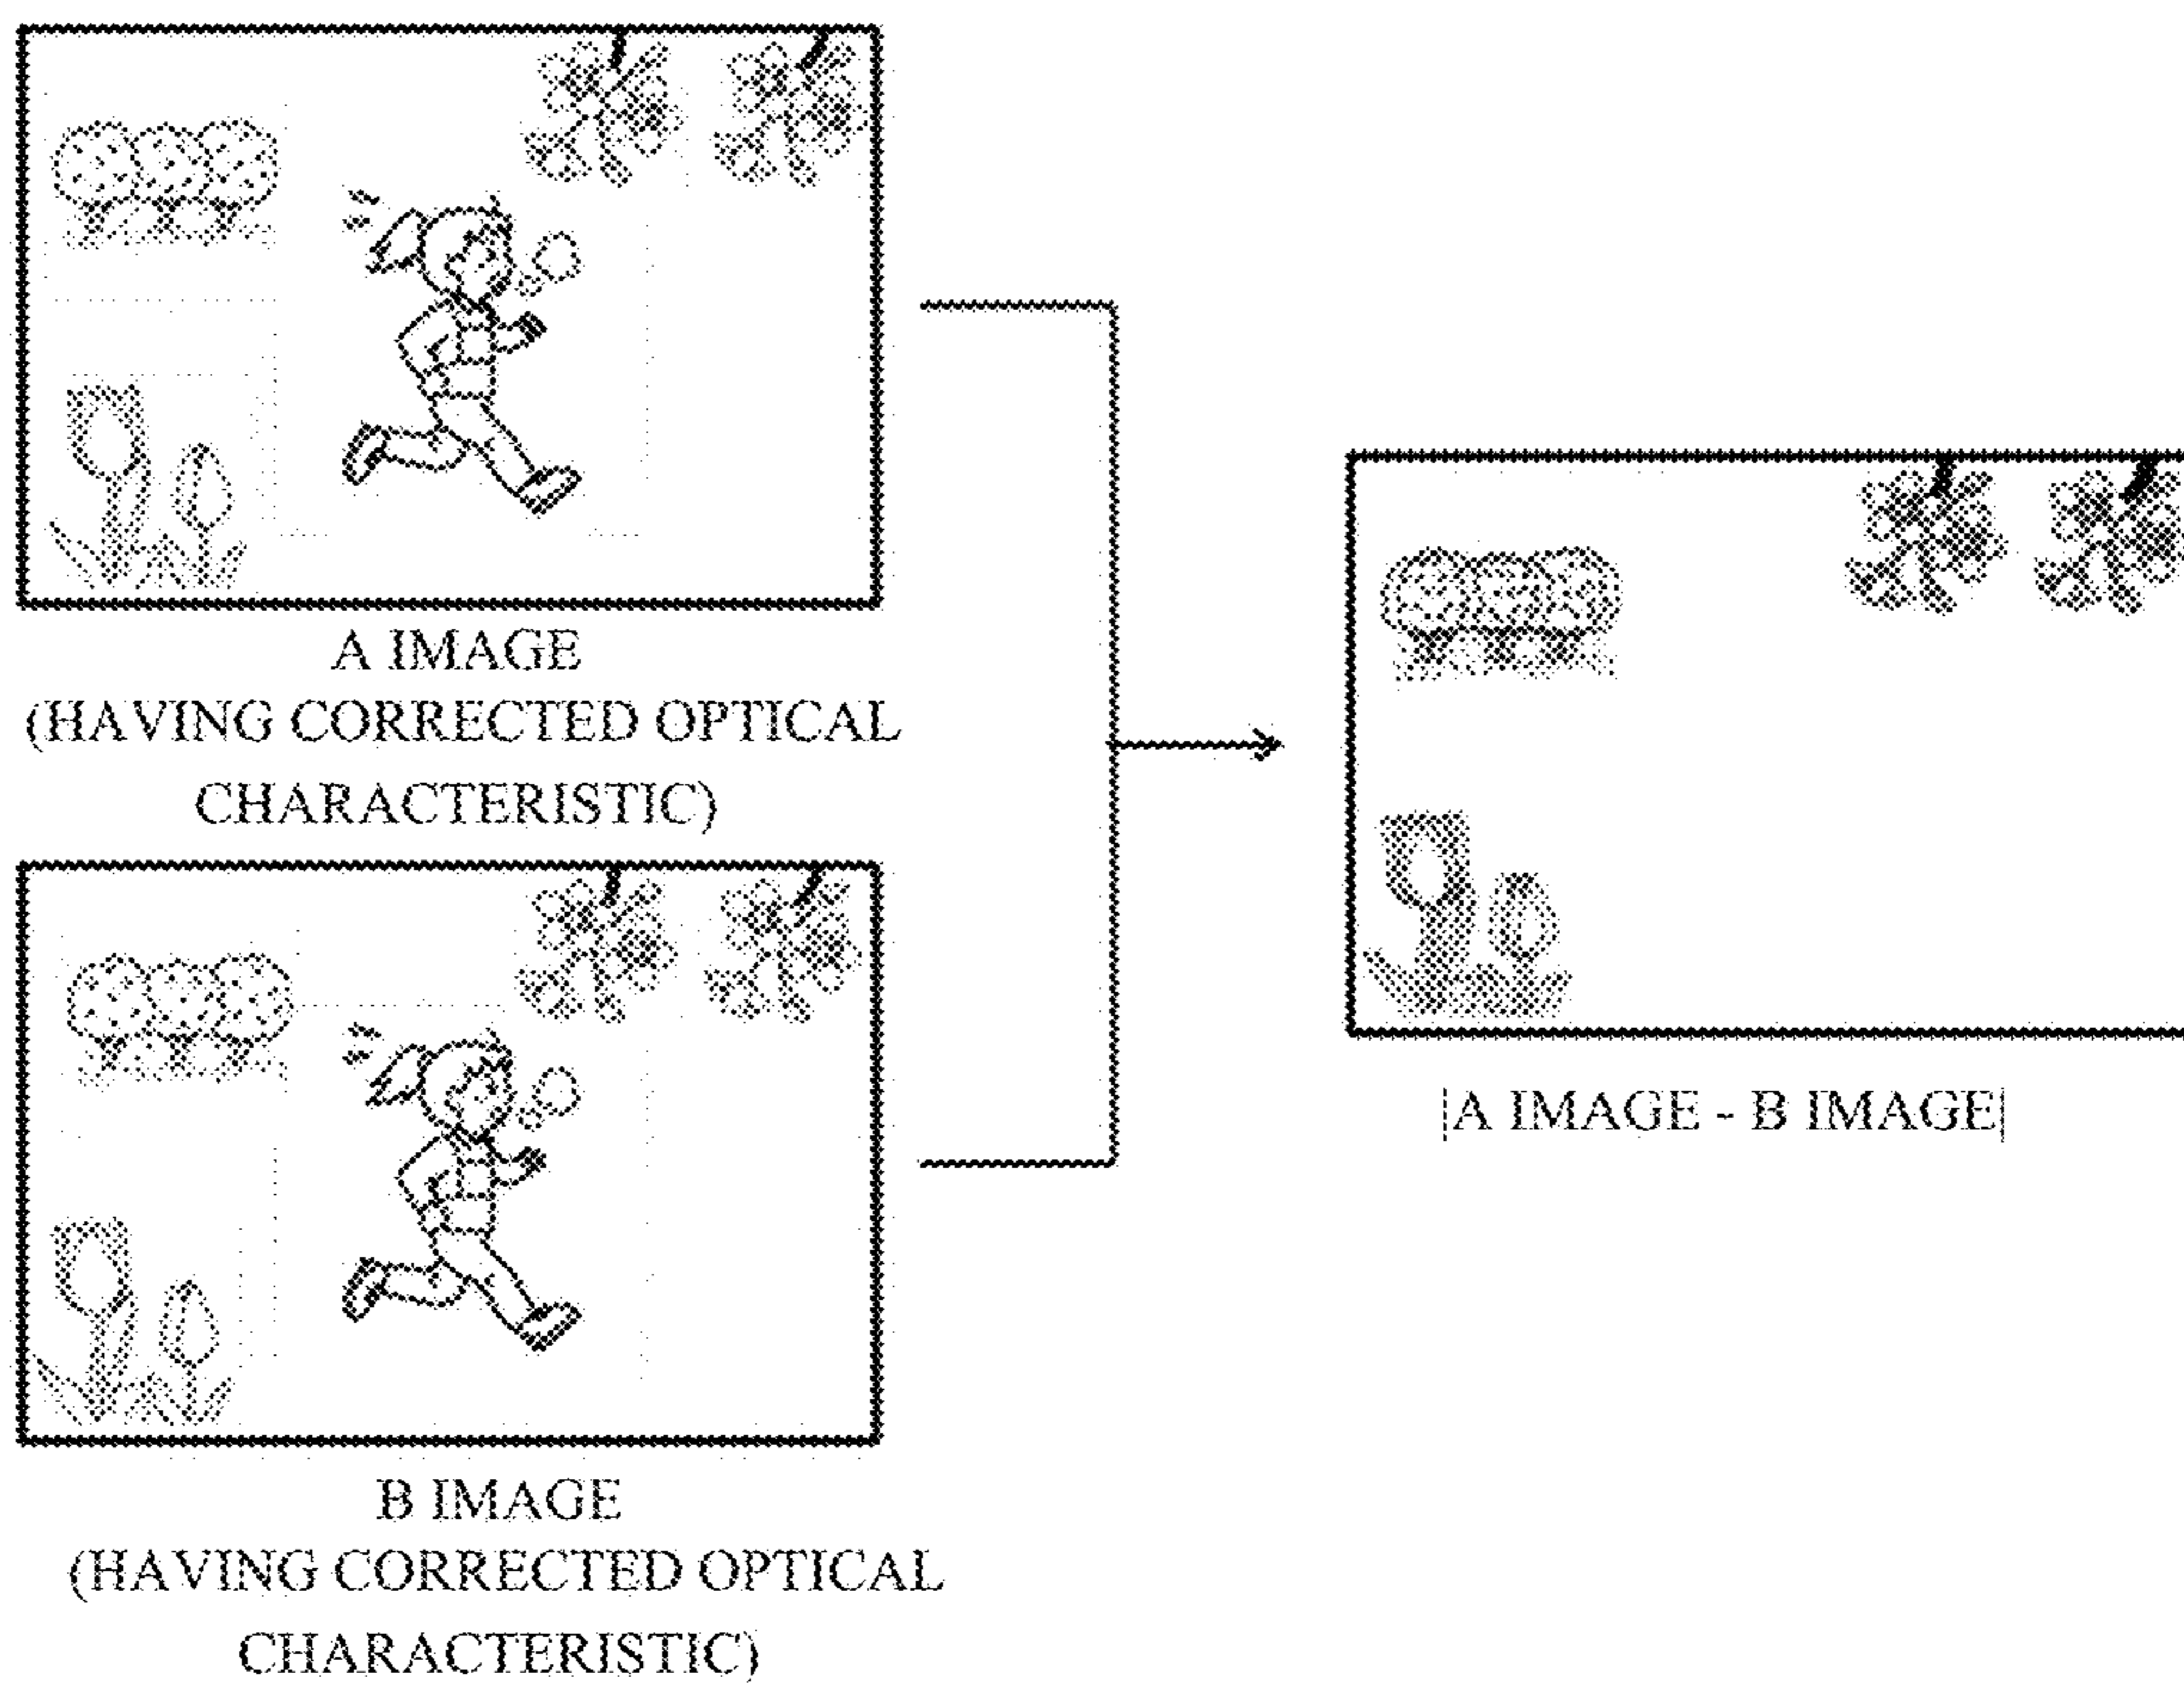 A IMAGE
(HAVING CORRECTED OPTICAL
CHARACTERISTIC)
|A IMAGE - B IMAGE|
B IMAGE
(HAVING CORRECTED OPTICAL
CHARACTERISTIC)